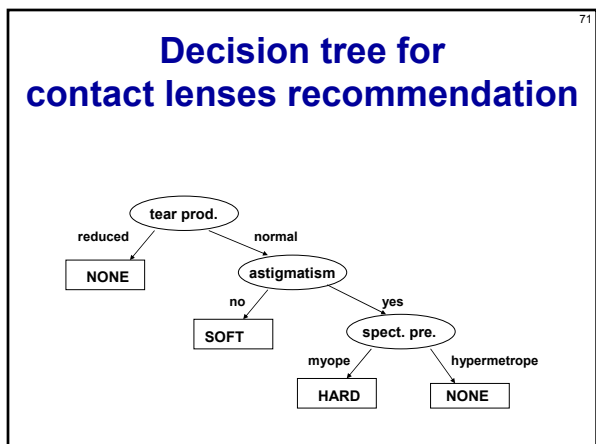 71
Decision tree for
contact lenses recommendation
tear prod.
reduced
normal
NONE
astigmatism
no
yes
SOFT
spect. pre.
myope
hypermetrope
HARD
NONE